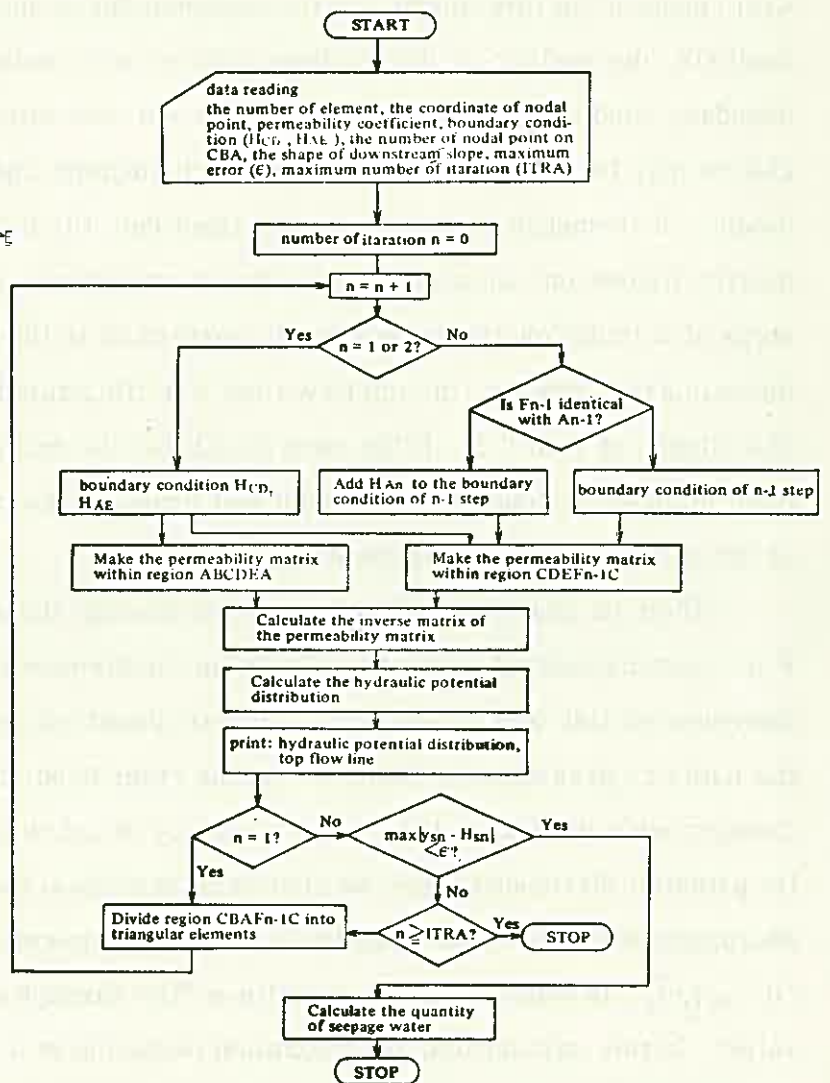 START
data reading
the number of element, the coordinate of nodal
point, permeability coefficient, boundary condi-
tion (HCD, HAE), the number of nodal point on
CBA, the shape of downstream slope, maximum
error (ϵ), maximum number of itaration (ITRA)
number of itaration n = 0
n = n + 1
Yes
n = 1 or 2?
No
Is Fn-1 identical
with An-1?
boundary condition HCD,
HAE
Add HAn to the boundary
condition of n-1 step
boundary condition of n-1 step
Make the permeability matrix
within region ABCDEA
Make the permeability matrix
within region CDEFn-1C
Calculate the inverse matrix of
the permeability matrix
Calculate the hydraulic potential
distribution
print: hydraulic potential distribution,
top flow line
n = 1?
No
max|ysn - Hsn|
<ϵ?
Yes
Yes
No
Divide region CBAFn-1C into
triangular elements
n ≧ ITRA?
Yes
STOP
Calculate the quantity
of seepage water
STOP